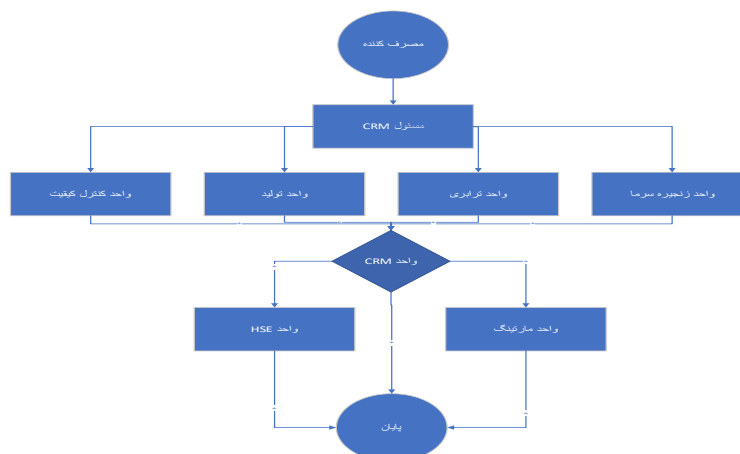 مصرف کننده
مسئول CRM
واحد کنترل کیفیت
واحد تولید
واحد ترابری
واحد زنجیره سرما
واحد CRM
واحد HSE
واحد مارتینگ
پایان